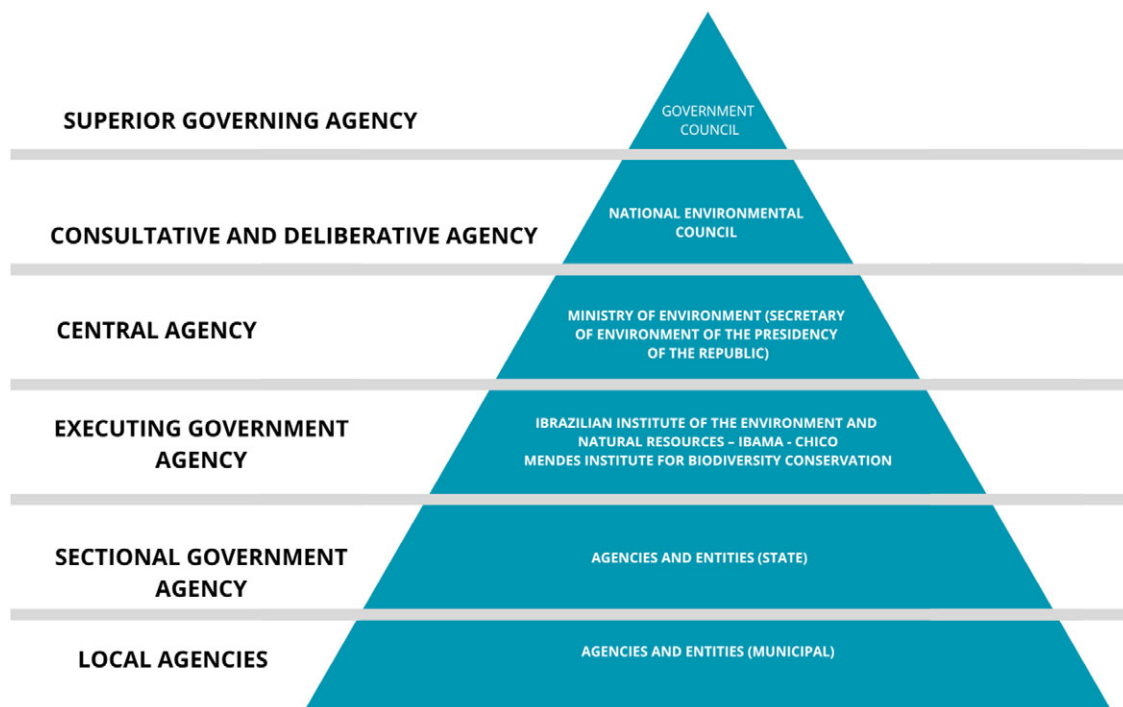 SUPERIOR GOVERNING AGENCY
GOVERNMENT
COUNCIL
CONSULTATIVE AND DELIBERATIVE AGENCY
NATIONAL ENVIRONMENTAL
COUNCIL
CENTRAL AGENCY
MINISTRY OF ENVIRONMENT (SECRETARY
OF ENVIRONMENT OF THE PRESIDENCY
OF THE REPUBLIC)
EXECUTING GOVERNMENT
AGENCY
IBRAZILIAN INSTITUTE OF THE ENVIRONMENT AND
NATURAL RESOURCES – IBAMA - CHICO
MENDES INSTITUTE FOR BIODIVERSITY CONSERVATION
SECTIONAL GOVERNMENT
AGENCY
AGENCIES AND ENTITIES (STATE)
LOCAL AGENCIES
AGENCIES AND ENTITIES (MUNICIPAL)